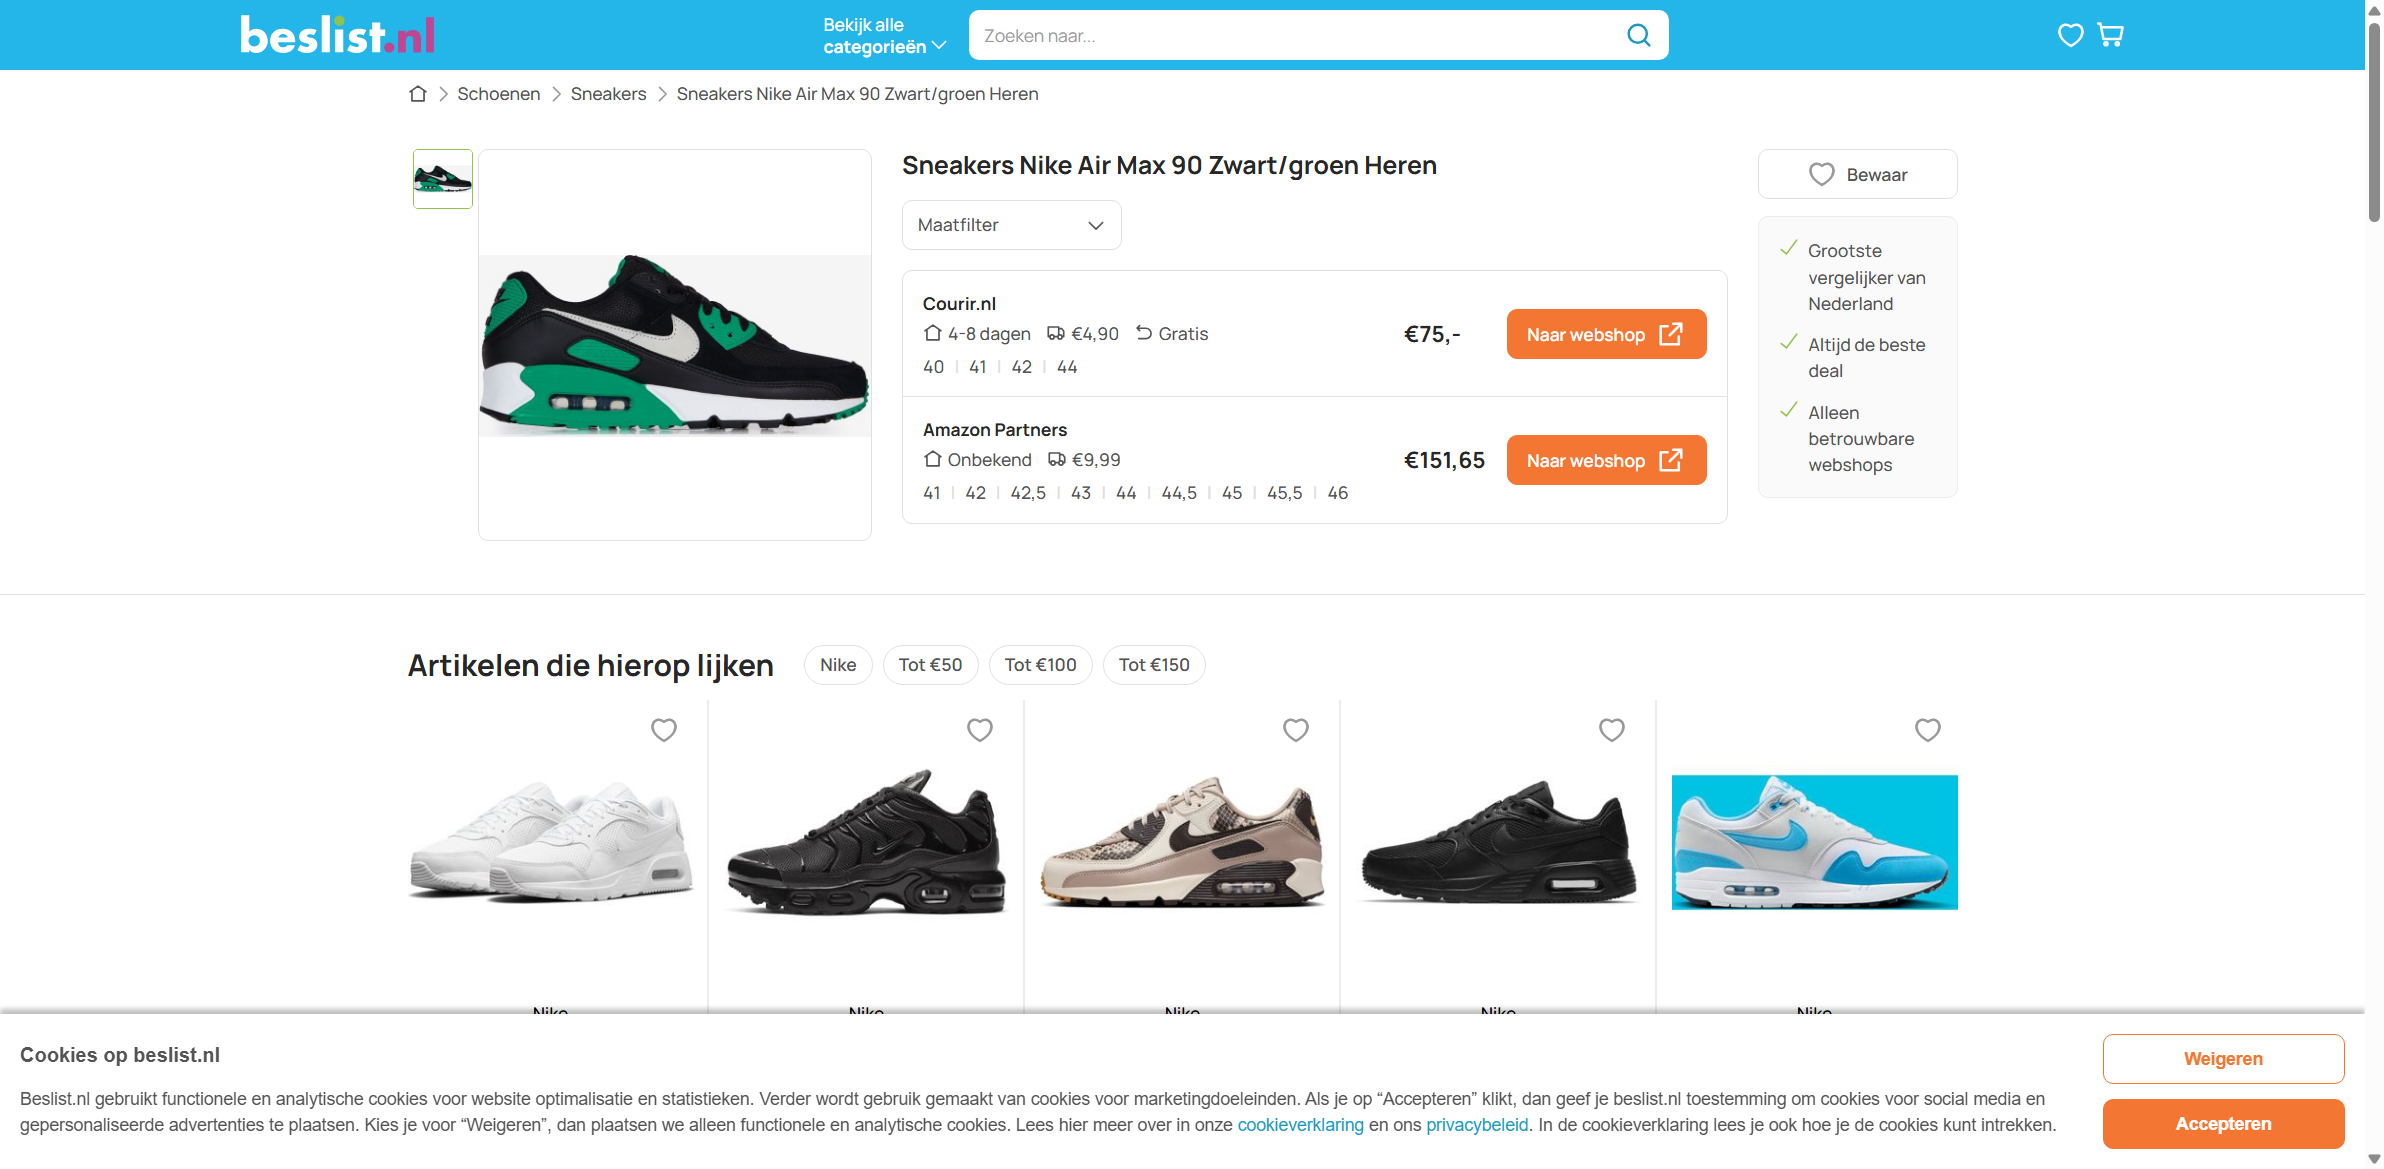 beslist.nl
Bekijk alle
categorieën
Zoeken naar...
Schoenen
Sneakers
Sneakers Nike Air Max 90 Zwart/groen Heren
Sneakers Nike Air Max 90 Zwart/groen Heren
Maatfilter
Courir.nl
4-8 dagen €4,90 Gratis
40 41 42 44
€75,-
Naar webshop
Amazon Partners
Onbekend €9,99
41 42 42,5 43 44 44,5 45 45,5 46
€151,65
Naar webshop
Bewaar
Grootste
vergelijker van
Nederland
Altijd de beste
deal
Alleen
betrouwbare
webshops
Artikelen die hierop lijken
Nike
Tot €50
Tot €100
Tot €150
Nike
Nike
Nike
Nike
Nike
Cookies op beslist.nl
Beslist.nl gebruikt functionele en analytische cookies voor website optimalisatie en statistieken. Verder wordt gebruik gemaakt van cookies voor marketingdoeleinden. Als je op “Accepteren” klikt, dan geef je beslist.nl toestemming om cookies voor social media en
gepersonaliseerde advertenties te plaatsen. Kies je voor “Weigeren”, dan plaatsen we alleen functionele en analytische cookies. Lees hier meer over in onze cookieverklaring en ons privacybeleid. In de cookieverklaring lees je ook hoe je de cookies kunt intrekken.
Weigeren
Accepteren